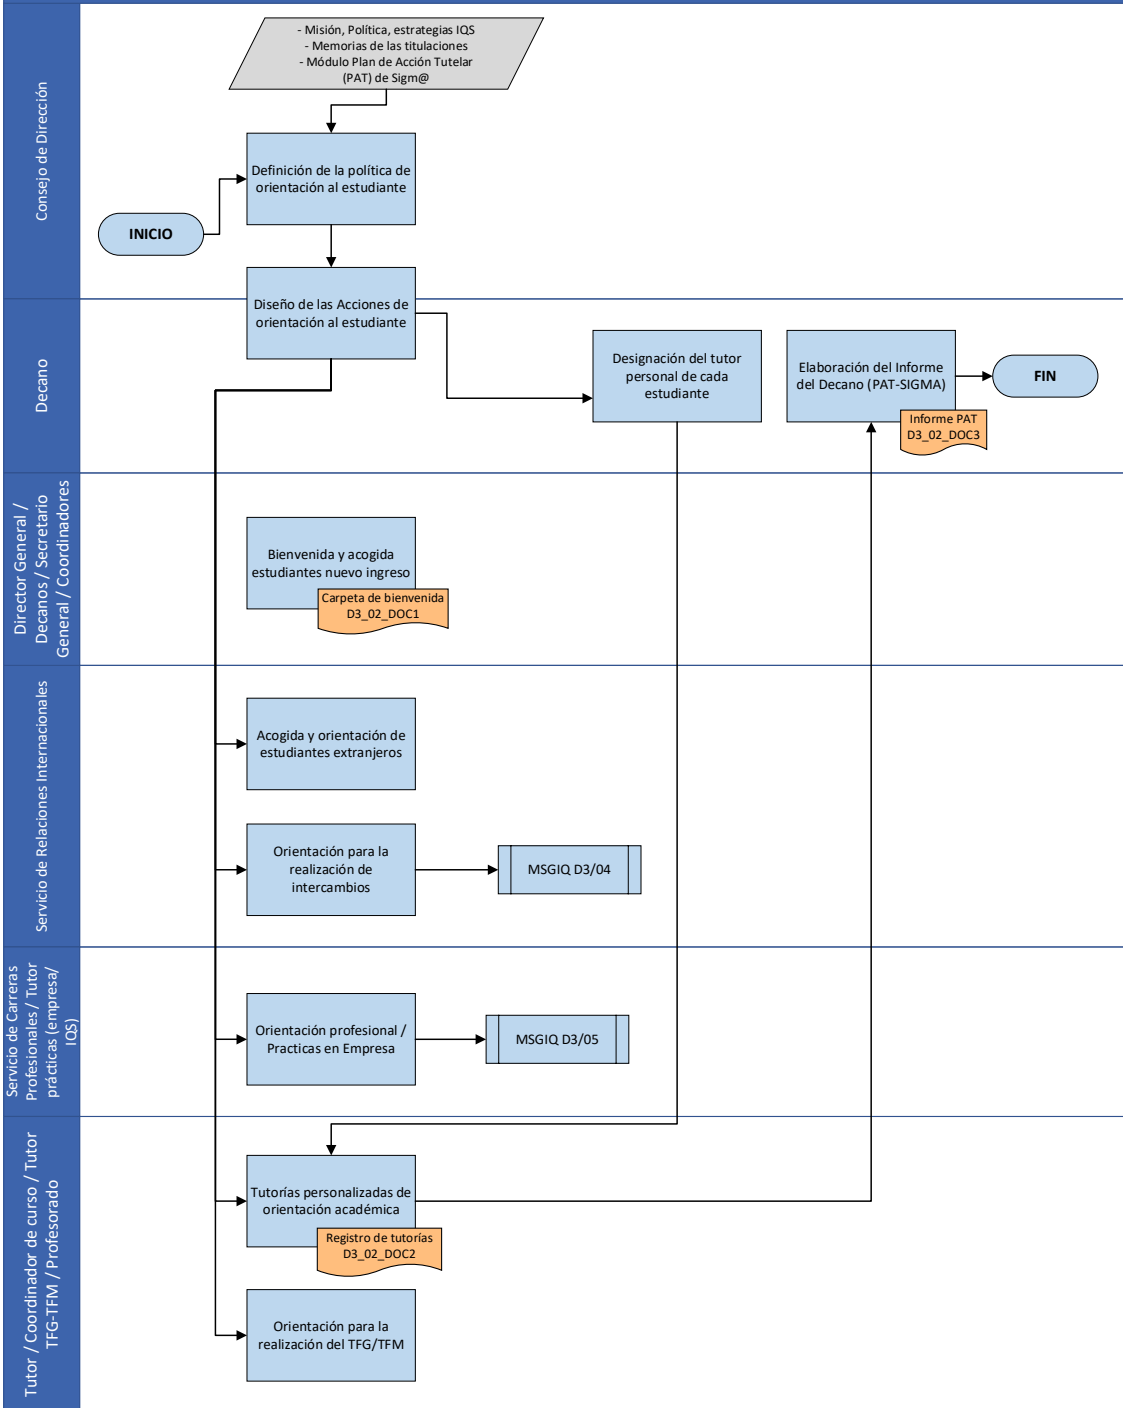 Consejo de Dirección
- Misión, Política, estrategias IQS
- Memorias de las titulaciones
- Módulo Plan de Acción Tutelar
(PAT) de Sigm@
Definición de la política de
orientación al estudiante
INICIO
Diseño de las Acciones de
orientación al estudiante
Decano
Designación del tutor
personal de cada
estudiante
Elaboración del Informe
del Decano (PAT-SIGMA)
FIN
Informe PAT
D3_02_DOC3
Director General /
Decanos / Secretario
General / Coordinadores
Bienvenida y acogida
estudiantes nuevo ingreso
Carpeta de bienvenida
D3_02_DOC1
Servicio de Relaciones Internacionales
Acogida y orientación de
estudiantes extranjeros
Orientación para la
realización de
intercambios
MSGIQ D3/04
Servicio de Carreras
Profesionales / Tutor
prácticas (empresa/
IQS)
Orientación profesional /
Practicas en Empresa
MSGIQ D3/05
Tutor / Coordinador de curso / Tutor
TFG-TFM / Profesorado
Tutorías personalizadas de
orientación académica
Registro de tutorías
D3_02_DOC2
Orientación para la
realización del TFG/TFM